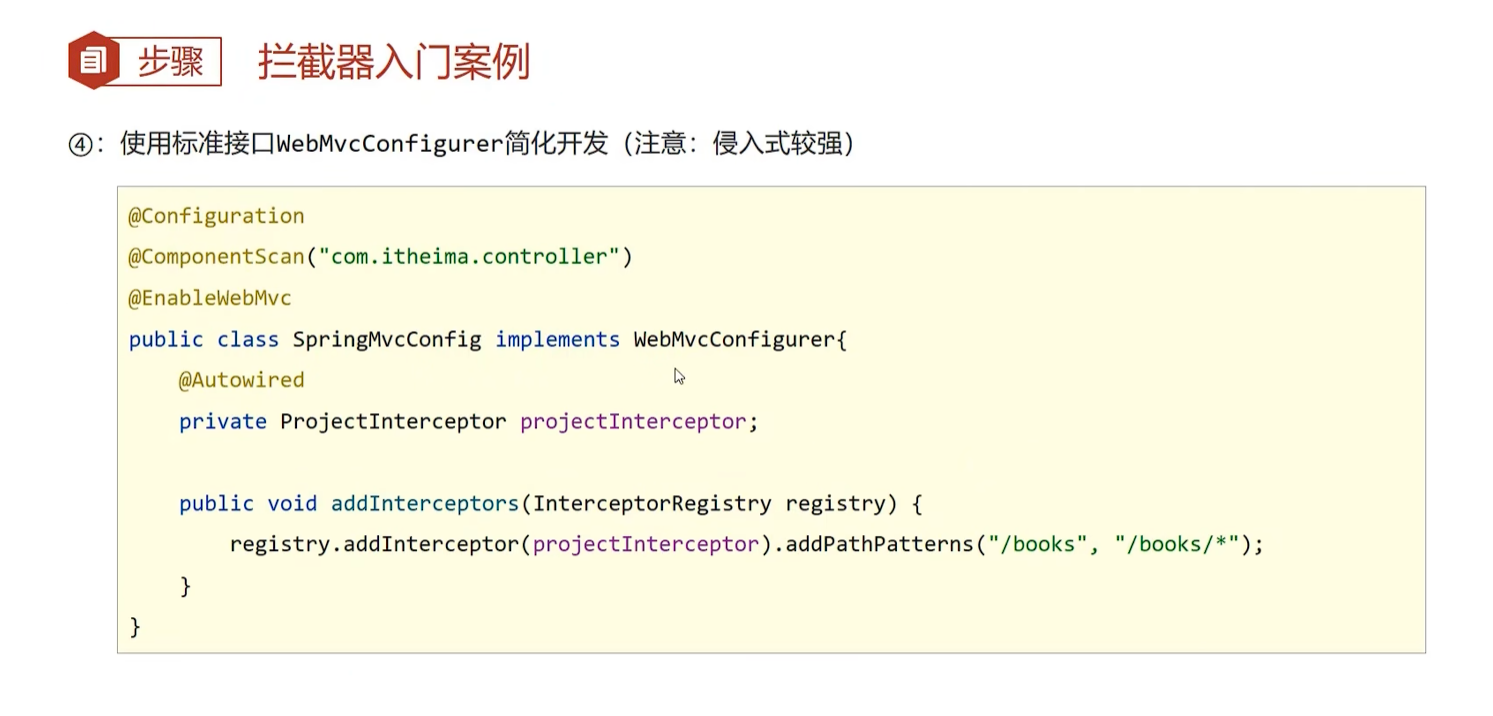 步骤 拦截器入门案例
④：使用标准接口WebMvcConfigurer简化开发（注意：侵入式较强）
@Configuration
@ComponentScan("com.itheima.controller")
@EnableWebMvc
public class SpringMvcConfig implements WebMvcConfigurer{
    @Autowired
    private ProjectInterceptor projectInterceptor;
    public void addInterceptors(InterceptorRegistry registry) {
        registry.addInterceptor(projectInterceptor).addPathPatterns("/books", "/books/*");
    }
}